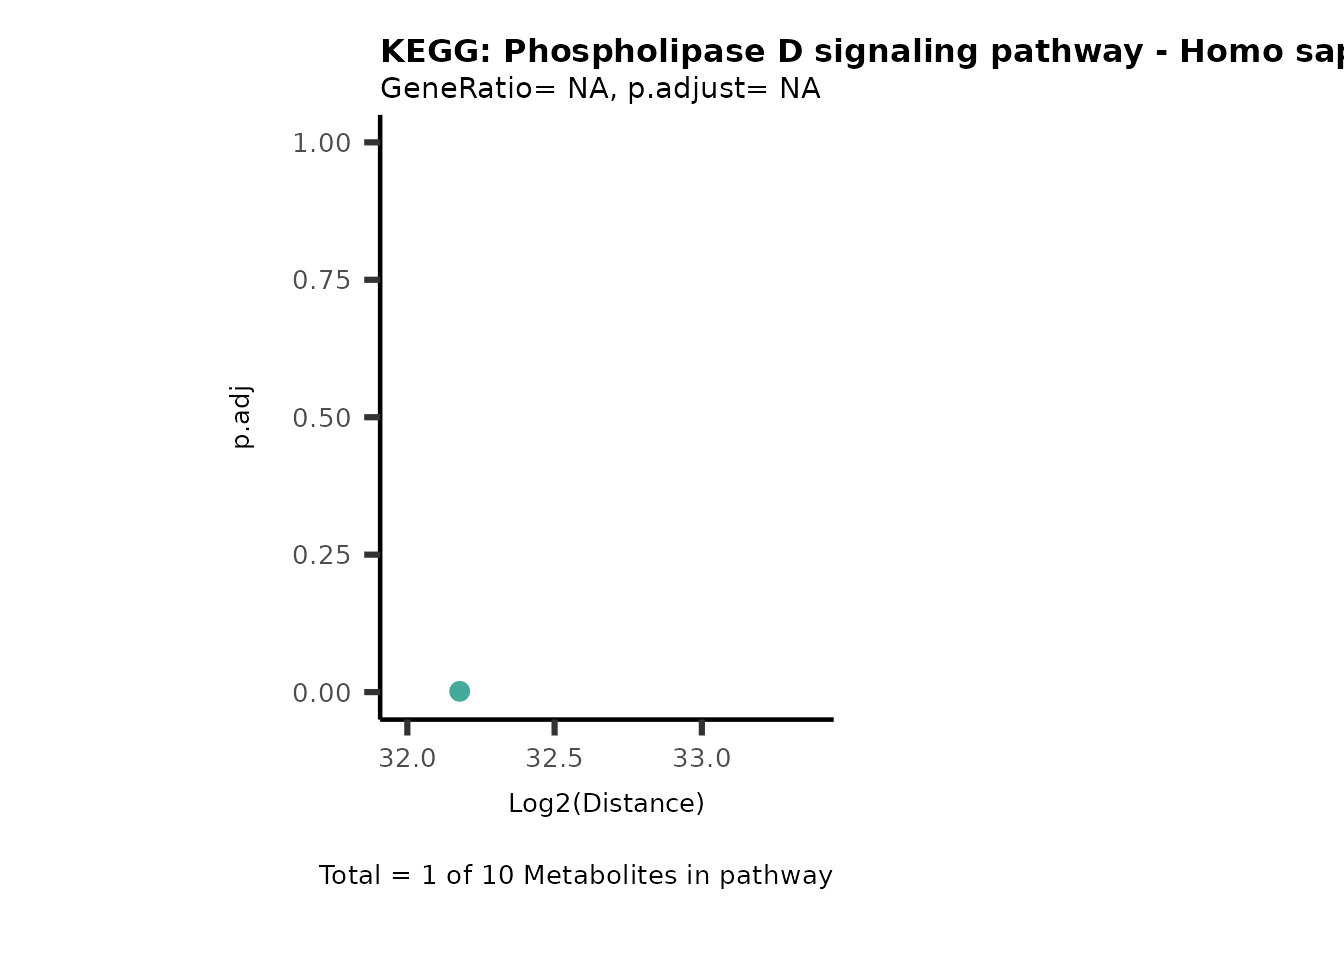 KEGG: Phospholipase D signaling pathway - Homo sap
GeneRatio= NA, p.adjust= NA
1.00
0.75
0.50
0.25
0.00
p.adj
32.0 32.5 33.0
Log2(Distance)
Total = 1 of 10 Metabolites in pathway